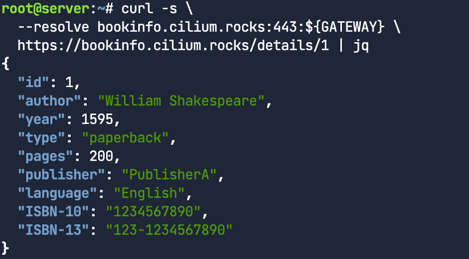 root@server:~# curl -s \
  --resolve bookinfo.cilium.rocks:443:${GATEWAY} \
  https://bookinfo.cilium.rocks/details/1 | jq
{
  "id": 1,
  "author": "William Shakespeare",
  "year": 1595,
  "type": "paperback",
  "pages": 200,
  "publisher": "PublisherA",
  "language": "English",
  "ISBN-10": "1234567890",
  "ISBN-13": "123-1234567890"
}